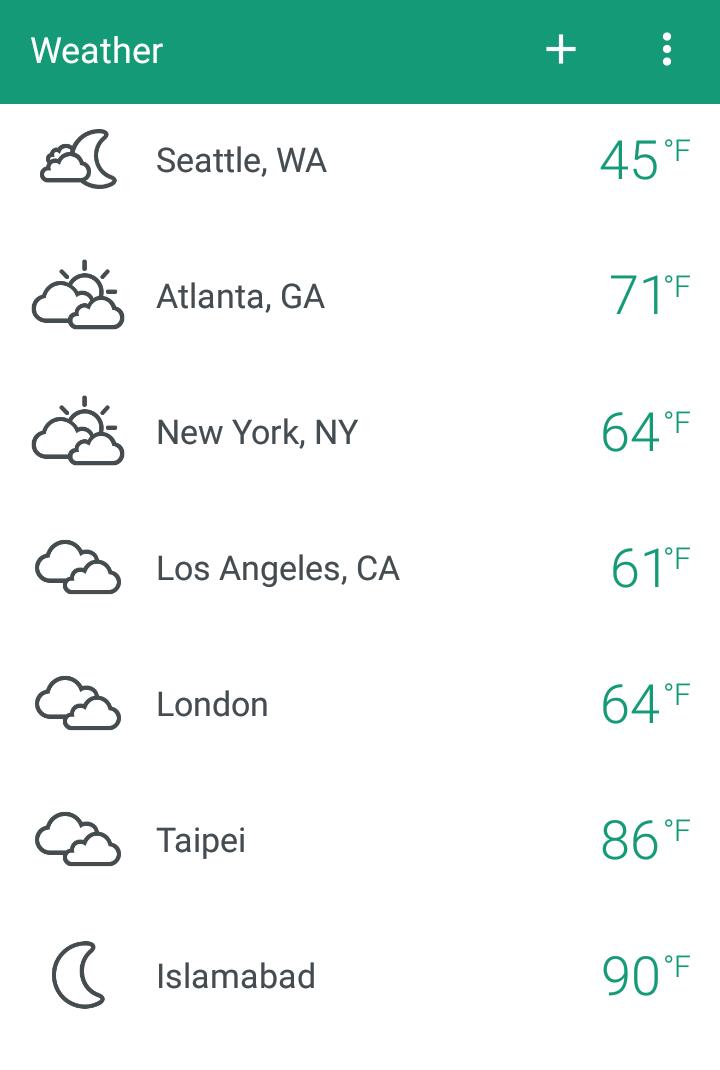 Weather
Seattle, WA 45°F
Atlanta, GA 71°F
New York, NY 64°F
Los Angeles, CA 61°F
London 64°F
Taipei 86°F
Islamabad 90°F